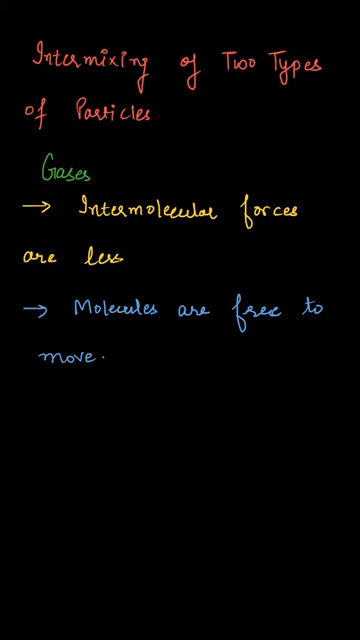 Intermixing of Two Types
of Particles
Gases
→ Intermolecular forces
are less
→ Molecules are free to
move.